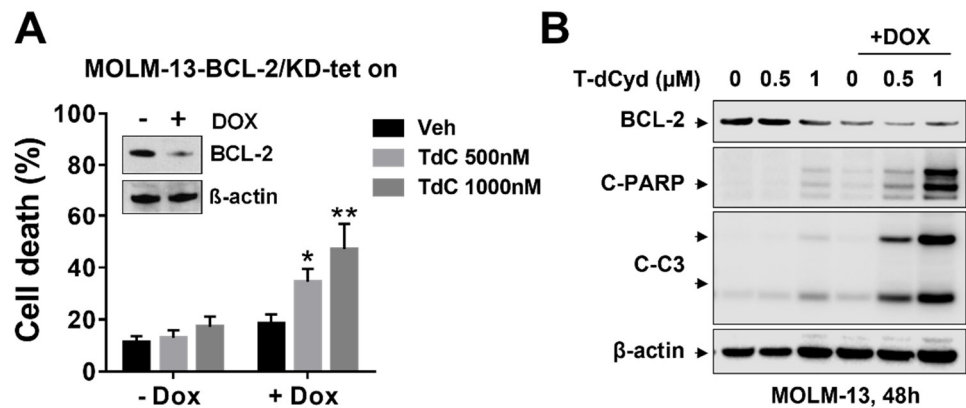 A
MOLM-13-BCL-2/KD-tet on
Cell death (%)
100
80
60
40
20
0
- + DOX
BCL-2
ß-actin
Veh
TdC 500nM
TdC 1000nM
*
**
- Dox + Dox
B
+DOX
T-dCyd (µM) 0 0.5 1 0 0.5 1
BCL-2
C-PARP
C-C3
β-actin
MOLM-13, 48h